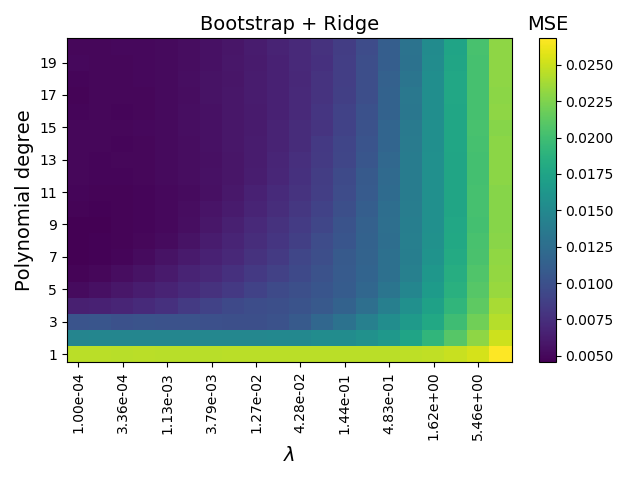 Bootstrap + Ridge
MSE
Polynomial degree
19
17
15
13
11
9
7
5
3
1
1.00e-04
3.36e-04
1.13e-03
3.79e-03
1.27e-02
4.28e-02
1.44e-01
4.83e-01
1.62e+00
5.46e+00
λ
0.0250
0.0225
0.0200
0.0175
0.0150
0.0125
0.0100
0.0075
0.0050